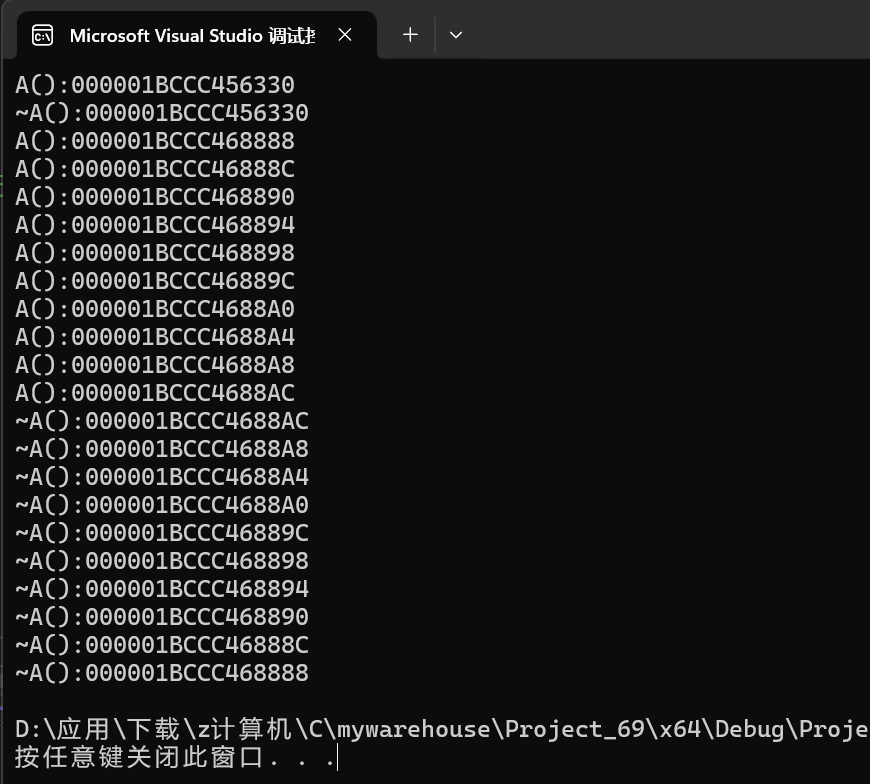 Microsoft Visual Studio 调试
A():000001BCCC456330
~A():000001BCCC456330
A():000001BCCC468888
A():000001BCCC46888C
A():000001BCCC468890
A():000001BCCC468894
A():000001BCCC468898
A():000001BCCC46889C
A():000001BCCC4688A0
A():000001BCCC4688A4
A():000001BCCC4688A8
A():000001BCCC4688AC
~A():000001BCCC4688AC
~A():000001BCCC4688A8
~A():000001BCCC4688A4
~A():000001BCCC4688A0
~A():000001BCCC46889C
~A():000001BCCC468898
~A():000001BCCC468894
~A():000001BCCC468890
~A():000001BCCC46888C
~A():000001BCCC468888
D:\应用\下载\z计算机\C\mywarehouse\Project_69\x64\Debug\Proje
按任意键关闭此窗口. . .